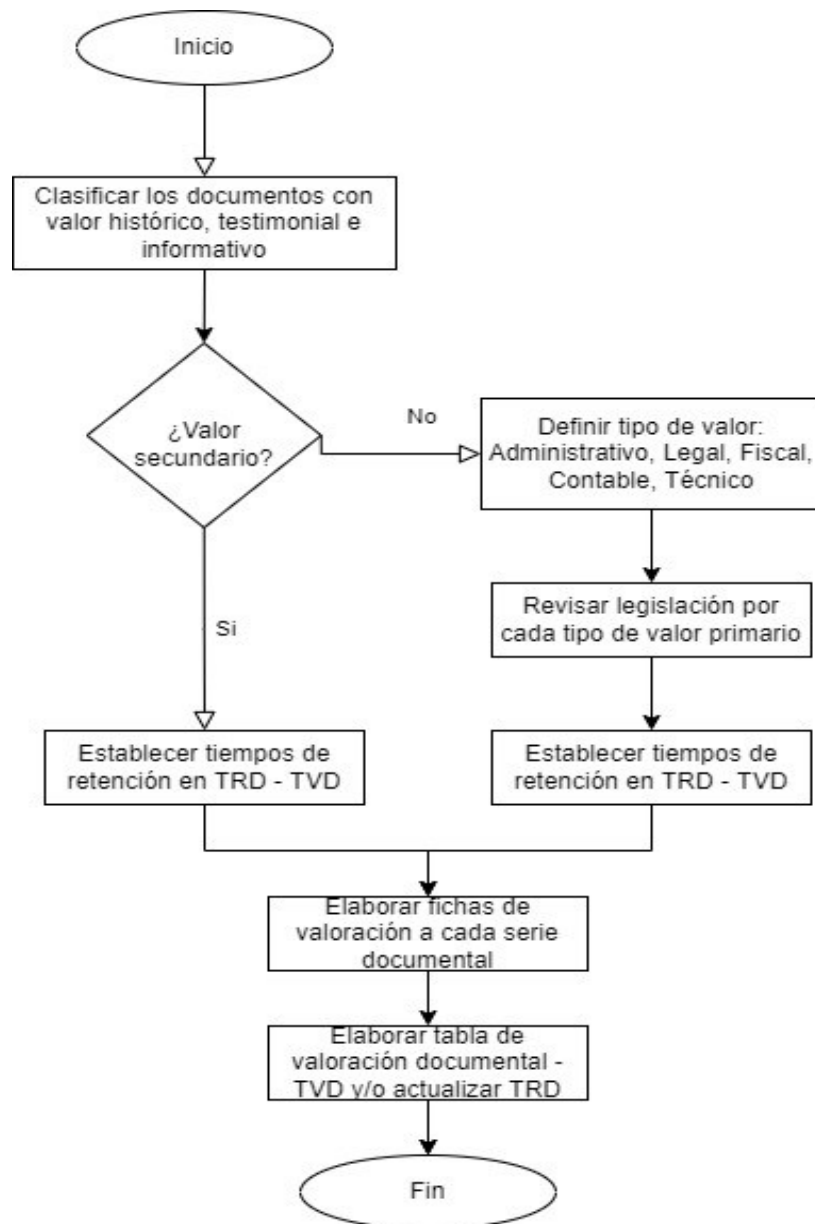 Inicio
Clasificar los documentos con
valor histórico, testimonial e
informativo
¿Valor
secundario?
No
Definir tipo de valor:
Administrativo, Legal, Fiscal,
Contable, Técnico
Revisar legislación por
cada tipo de valor primario
Si
Establecer tiempos de
retención en TRD - TVD
Establecer tiempos de
retención en TRD - TVD
Elaborar fichas de
valoración a cada serie
documental
Elaborar tabla de
valoración documental -
TVD y/o actualizar TRD
Fin